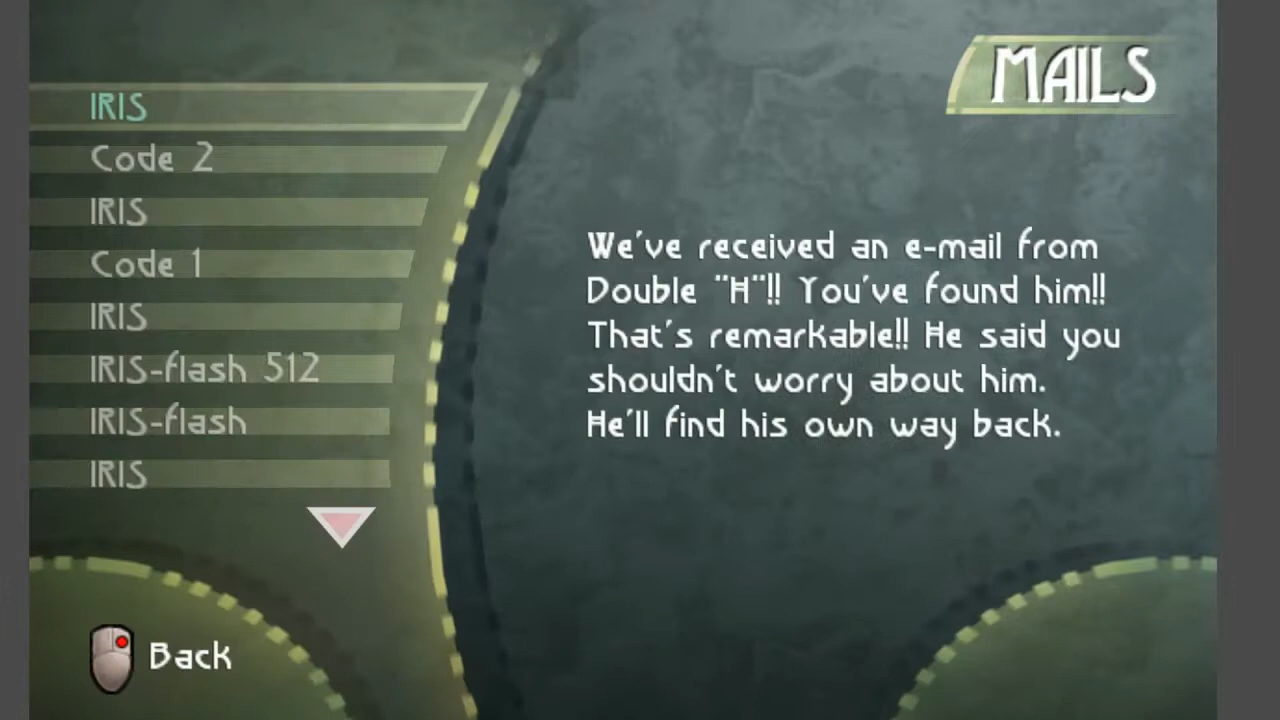 MAILS
IRIS
Code 2
IRIS
Code 1
IRIS
IRIS-flash 512
IRIS-flash
IRIS
We've received an e-mail from
Double "H"!! You've found him!!
That's remarkable!! He said you
shouldn't worry about him.
He'll find his own way back.
Back